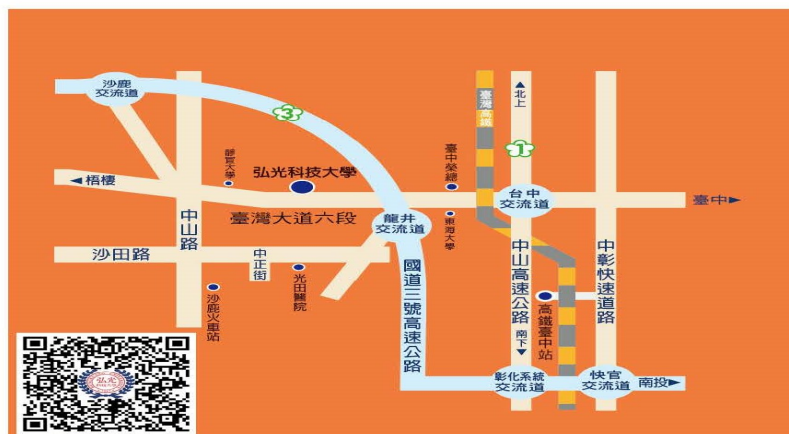 沙鹿
交流道
3
臺灣高鐵
▲北上
1
靜宜大學
弘光科技大學
臺中榮總
◀梧棲
台中
交流道
臺中▶
臺灣大道六段
龍井
交流道
東海大學
中山路
沙田路
中正街
光田醫院
沙鹿火車站
國道三號高速公路
中山高速公路
南下▼
中彰快速道路
高鐵臺中站
弘光
彰化系統
交流道
快官
交流道
南投▶